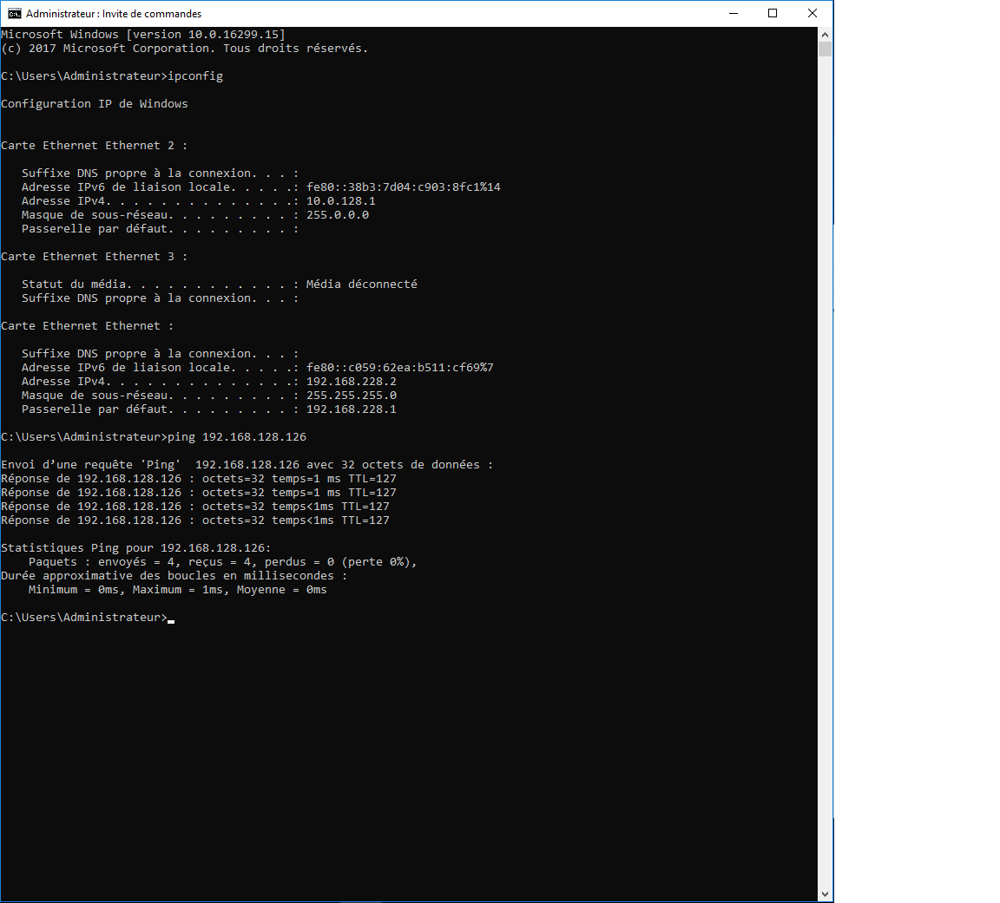 Administrateur : Invite de commandes
Microsoft Windows [version 10.0.16299.15]
(c) 2017 Microsoft Corporation. Tous droits réservés.
C:\Users\Administrateur>ipconfig
Configuration IP de Windows
Carte Ethernet Ethernet 2 :
   Suffixe DNS propre à la connexion. . . :
   Adresse IPv6 de liaison locale. . . . .: fe80::38b3:7d04:c903:8fc1%14
   Adresse IPv4. . . . . . . . . . . . . .: 10.0.128.1
   Masque de sous-réseau. . . . . . . . . : 255.0.0.0
   Passerelle par défaut. . . . . . . . . :
Carte Ethernet Ethernet 3 :
   Statut du média. . . . . . . . . . . . : Média déconnecté
   Suffixe DNS propre à la connexion. . . :
Carte Ethernet Ethernet :
   Suffixe DNS propre à la connexion. . . :
   Adresse IPv6 de liaison locale. . . . .: fe80::c059:62ea:b511:cf69%7
   Adresse IPv4. . . . . . . . . . . . . .: 192.168.228.2
   Masque de sous-réseau. . . . . . . . . : 255.255.255.0
   Passerelle par défaut. . . . . . . . . : 192.168.228.1
C:\Users\Administrateur>ping 192.168.128.126
Envoi d’une requête 'Ping'  192.168.128.126 avec 32 octets de données :
Réponse de 192.168.128.126 : octets=32 temps=1 ms TTL=127
Réponse de 192.168.128.126 : octets=32 temps=1 ms TTL=127
Réponse de 192.168.128.126 : octets=32 temps<1ms TTL=127
Réponse de 192.168.128.126 : octets=32 temps<1ms TTL=127
Statistiques Ping pour 192.168.128.126:
    Paquets : envoyés = 4, reçus = 4, perdus = 0 (perte 0%),
Durée approximative des boucles en millisecondes :
    Minimum = 0ms, Maximum = 1ms, Moyenne = 0ms
C:\Users\Administrateur>